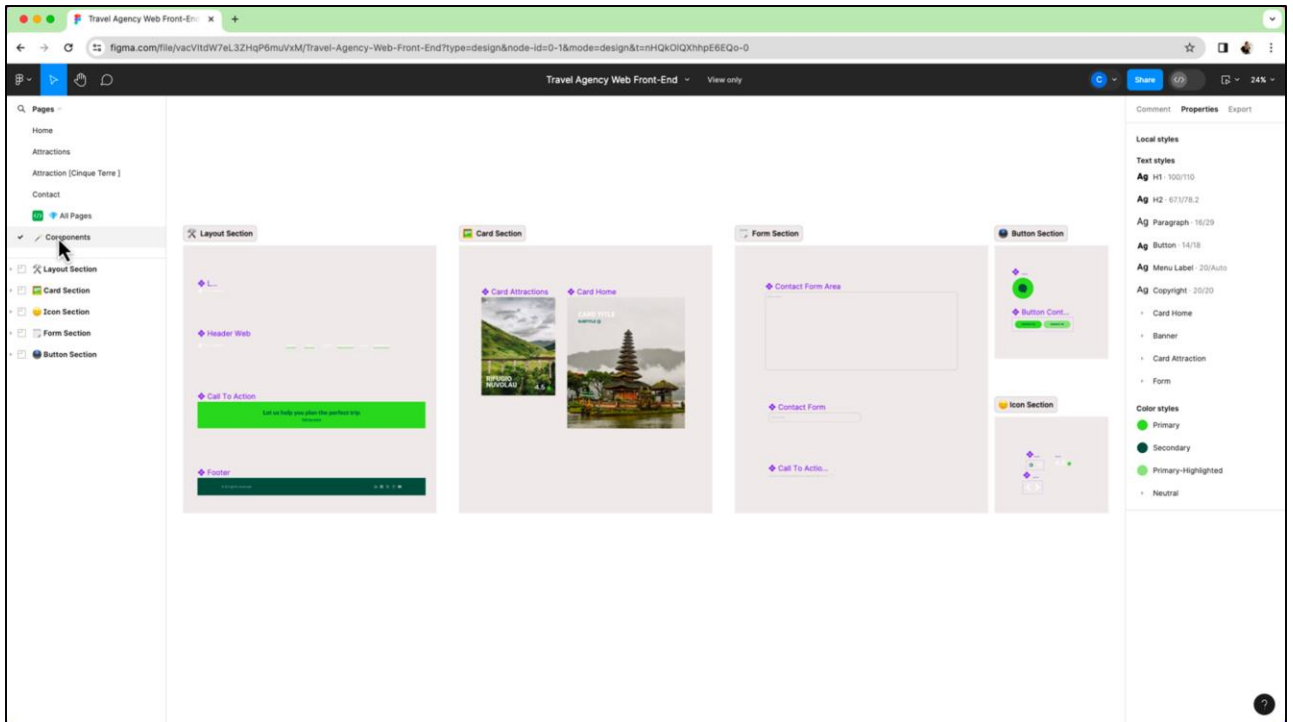 Travel Agency Web Front-En
figma.com/file/vacVItdW7eL3ZHqP6muVxM/Travel-Agency-Web-Front-End?type=design&node-id=0-1&mode=design&t=nHQkOIQXhhpE6EQo-0
Travel Agency Web Front-End
View only
C
Share
24%
Pages
Home
Attractions
Attraction [Cinque Terre ]
Contact
All Pages
Components
Layout Section
Card Section
Icon Section
Form Section
Button Section
Layout Section
L...
Header Web
Call To Action
Let us help you plan the perfect trip
Footer
Card Section
Card Attractions
RIFUGIO
NUVOLAU
4.5
Card Home
CARD TITLE
SUBTITLE
Form Section
Contact Form Area
Contact Form
Call To Actio...
Button Section
...
Button Cont...
Icon Section
Comment Properties Export
Local styles
Text styles
Ag H1 · 100/110
Ag H2 · 67.1/78.2
Ag Paragraph · 16/29
Ag Button · 14/18
Ag Menu Label · 20/Auto
Ag Copyright · 20/20
Card Home
Banner
Card Attraction
Form
Color styles
Primary
Secondary
Primary-Highlighted
Neutral
?